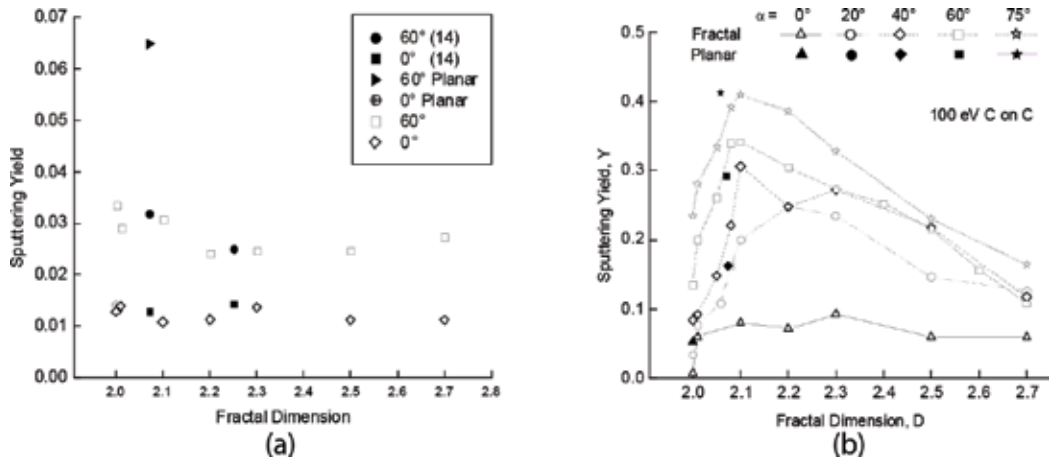 0.07
0.06
0.05
0.04
0.03
0.02
0.01
0.00
Sputtering Yield
60° (14)
0° (14)
60° Planar
0° Planar
60°
0°
2.0 2.1 2.2 2.3 2.4 2.5 2.6 2.7 2.8
Fractal Dimension
(a)
α = 0° 20° 40° 60° 75°
Fractal
Planar
100 eV C on C
0.5
0.4
0.3
0.2
0.1
0.0
Sputtering Yield, Y
2.0 2.1 2.2 2.3 2.4 2.5 2.6 2.7
Fractal Dimension, D
(b)